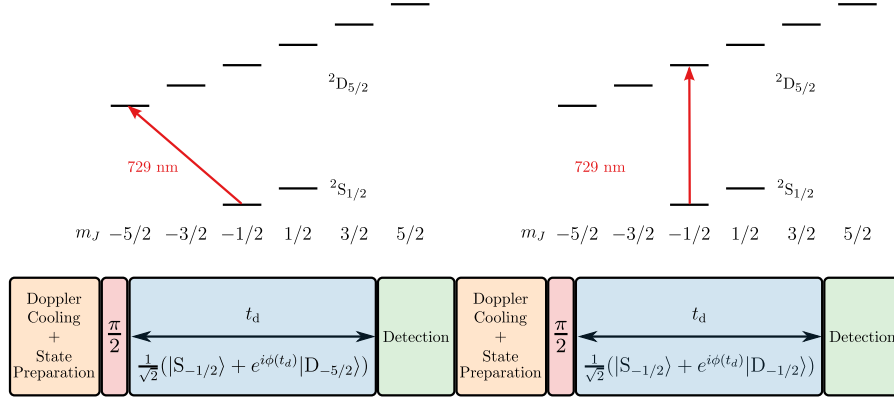 ²D₅/₂
729 nm
²S₁/₂
m_J −5/2 −3/2 −1/2 1/2 3/2 5/2
²D₅/₂
729 nm
²S₁/₂
m_J −5/2 −3/2 −1/2 1/2 3/2 5/2
Doppler
Cooling
+
State
Preparation
π/2
t_d
1/√2(|S₋₁/₂⟩ + e^{iϕ(t_d)}|D₋₅/₂⟩)
Detection
Doppler
Cooling
+
State
Preparation
π/2
t_d
1/√2(|S₋₁/₂⟩ + e^{iϕ(t_d)}|D₋₁/₂⟩)
Detection